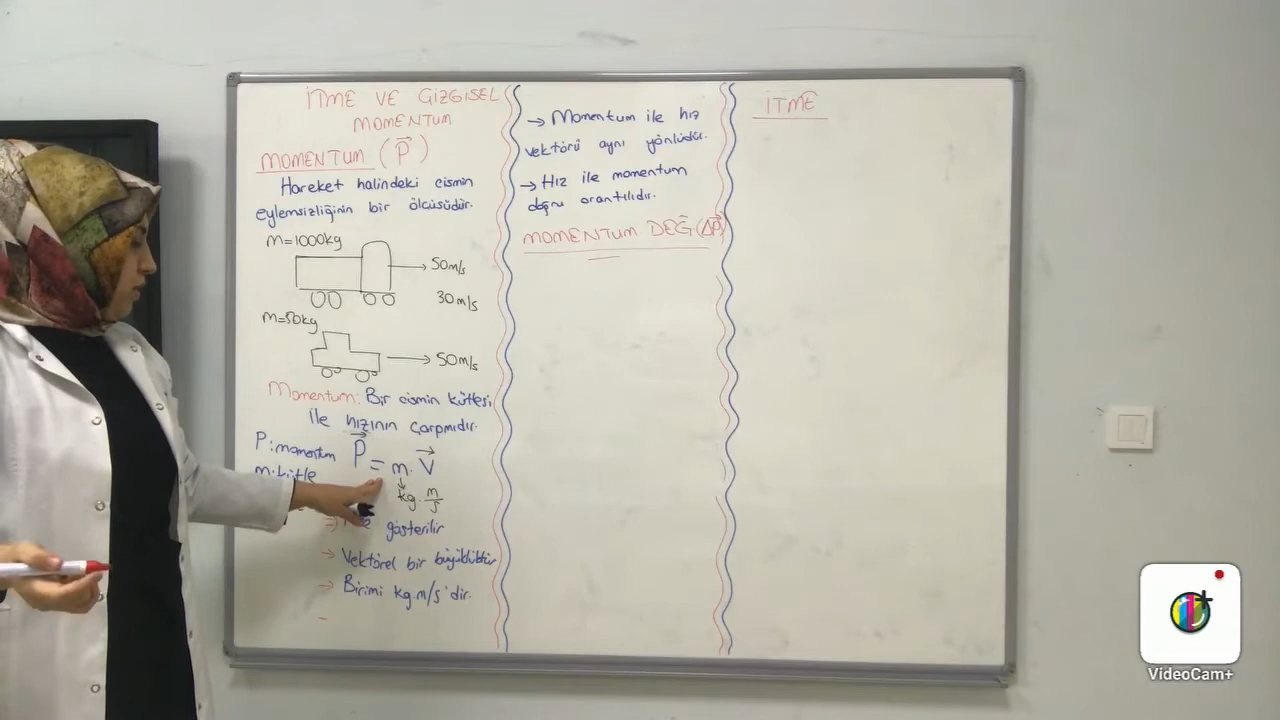 İTME VE ÇİZGİSEL
MOMENTUM
MOMENTUM (P⃗)
Hareket halindeki cismin
eylemsizliğinin bir ölçüsüdür.
m=1000kg
50m/s
30m/s
m=50kg
50m/s
Momentum: Bir cismin kütlesi
ile hızının çarpmıdır.
P:momentum
P⃗ = m. V⃗
m:kütle
kg. m/s
gösterilir
→ Vektörel bir büyüklüktür
→ Birimi kg.m/s'dir.
→ Momentum ile hız
vektörü aynı yönlüdür.
→ Hız ile momentum
doğru orantılıdır.
MOMENTUM DEĞ(ΔP⃗)
İTME
VideoCam+